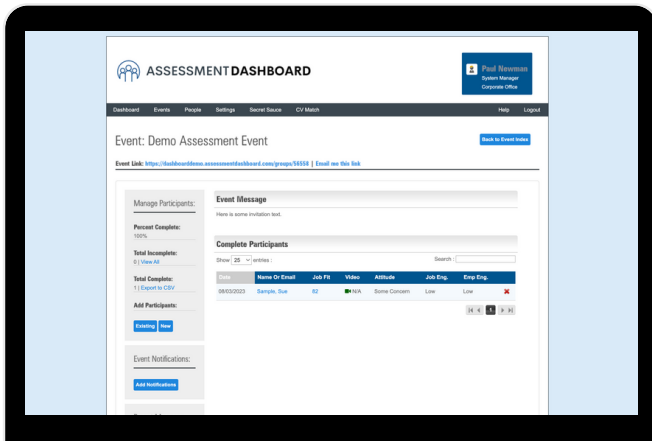 ASSESSMENT DASHBOARD
Paul Newman
System Manager
Corporate Office
Dashboard Events People Settings Secret Sauce CV Match Help Logout
Event: Demo Assessment Event
Back to Event Index
Event Link: https://dashboarddemo.assessmentdashboard.com/groups/56558 | Email me this link
Manage Participants:
Percent Complete:
100%
Total Incomplete:
0 | View All
Total Complete:
1 | Export to CSV
Add Participants:
Existing New
Event Notifications:
Add Notifications
Event Message
Here is some invitation text.
Complete Participants
Show 25 entries : Search :
Date Name Or Email Job Fit Video Attitude Job Eng. Emp Eng.
08/03/2023 Sample, Sue 82 N/A Some Concern Low Low
1